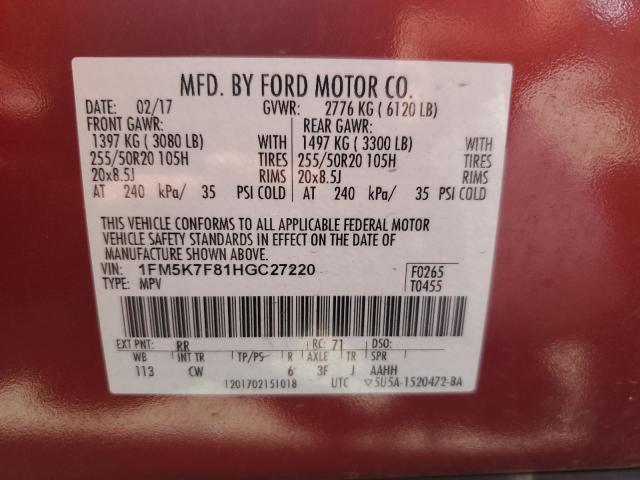 MFD. BY FORD MOTOR CO.
DATE: 02/17 GVWR: 2776 KG ( 6120 LB)
FRONT GAWR: REAR GAWR:
1397 KG ( 3080 LB) WITH 1497 KG ( 3300 LB) WITH
255/50R20 105H TIRES 255/50R20 105H TIRES
20x8.5J RIMS 20x8.5J RIMS
AT 240 kPa/ 35 PSI COLD AT 240 kPa/ 35 PSI COLD
THIS VEHICLE CONFORMS TO ALL APPLICABLE FEDERAL MOTOR
VEHICLE SAFETY STANDARDS IN EFFECT ON THE DATE OF
MANUFACTURE SHOWN ABOVE.
VIN: 1FM5K7F81HGC27220 F0265
TYPE: MPV T0455
EXT PNT: RR RC: 71 DSO:
WB INT TR TP/PS R AXLE TR SPR
113 CW 6 3F J AAHH
1201702151018 UTC ▽5U5A-1520472-BA